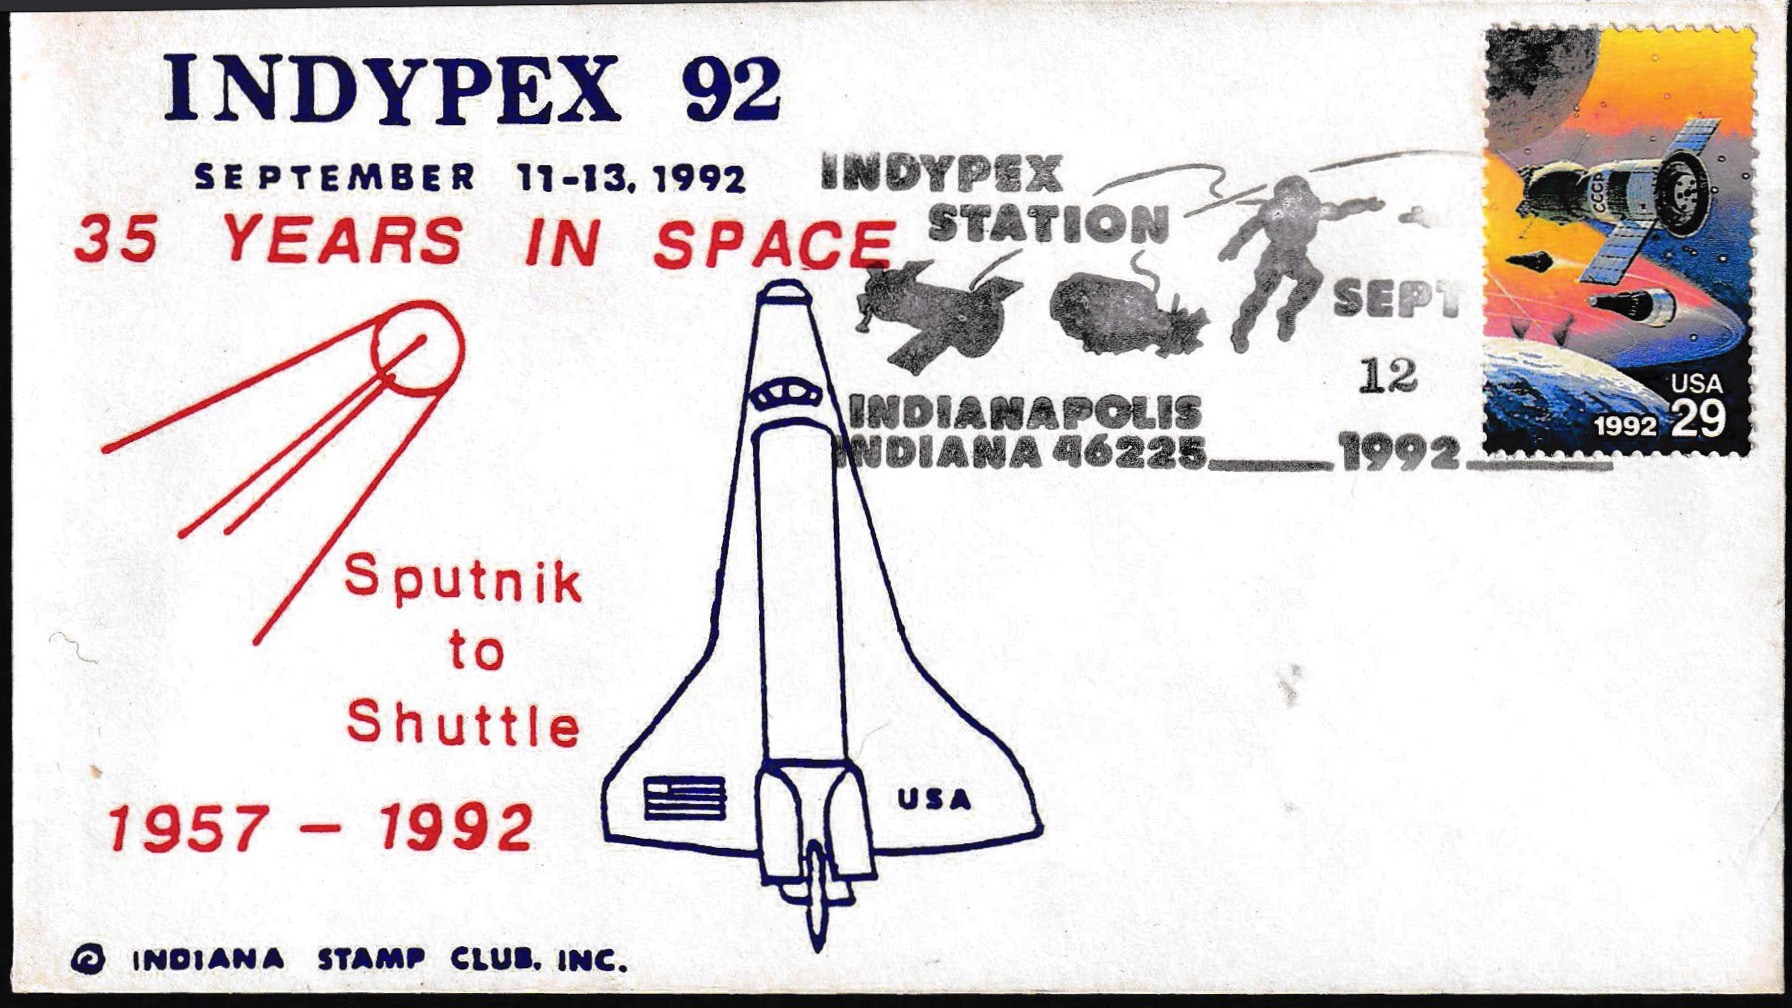 INDYPEX 92
SEPTEMBER 11-13, 1992
35 YEARS IN SPACE
Sputnik
to
Shuttle
1957 - 1992
USA
© INDIANA STAMP CLUB, INC.
INDYPEX
STATION
SEPT
12
1992
INDIANAPOLIS
INDIANA 46225
CCCP
USA
1992 29